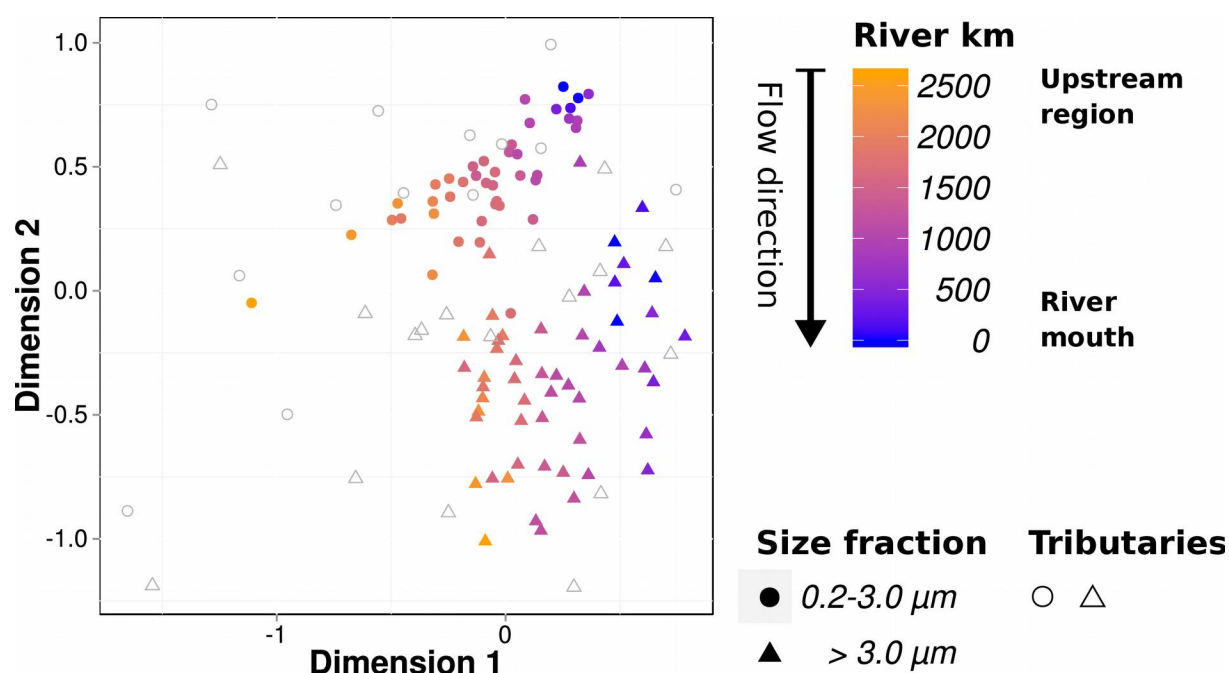 1.0
0.5
0.0
-0.5
-1.0
Dimension 2
-1
0
Dimension 1
River km
Flow direction
2500
2000
1500
1000
500
0
Upstream
region
River
mouth
Size fraction
0.2-3.0 µm
> 3.0 µm
Tributaries